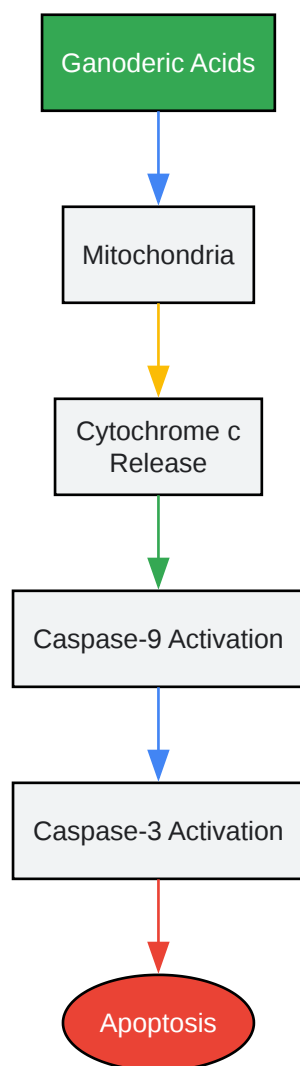 Ganoderic Acids
Mitochondria
Cytochrome c
Release
Caspase-9 Activation
Caspase-3 Activation
Apoptosis